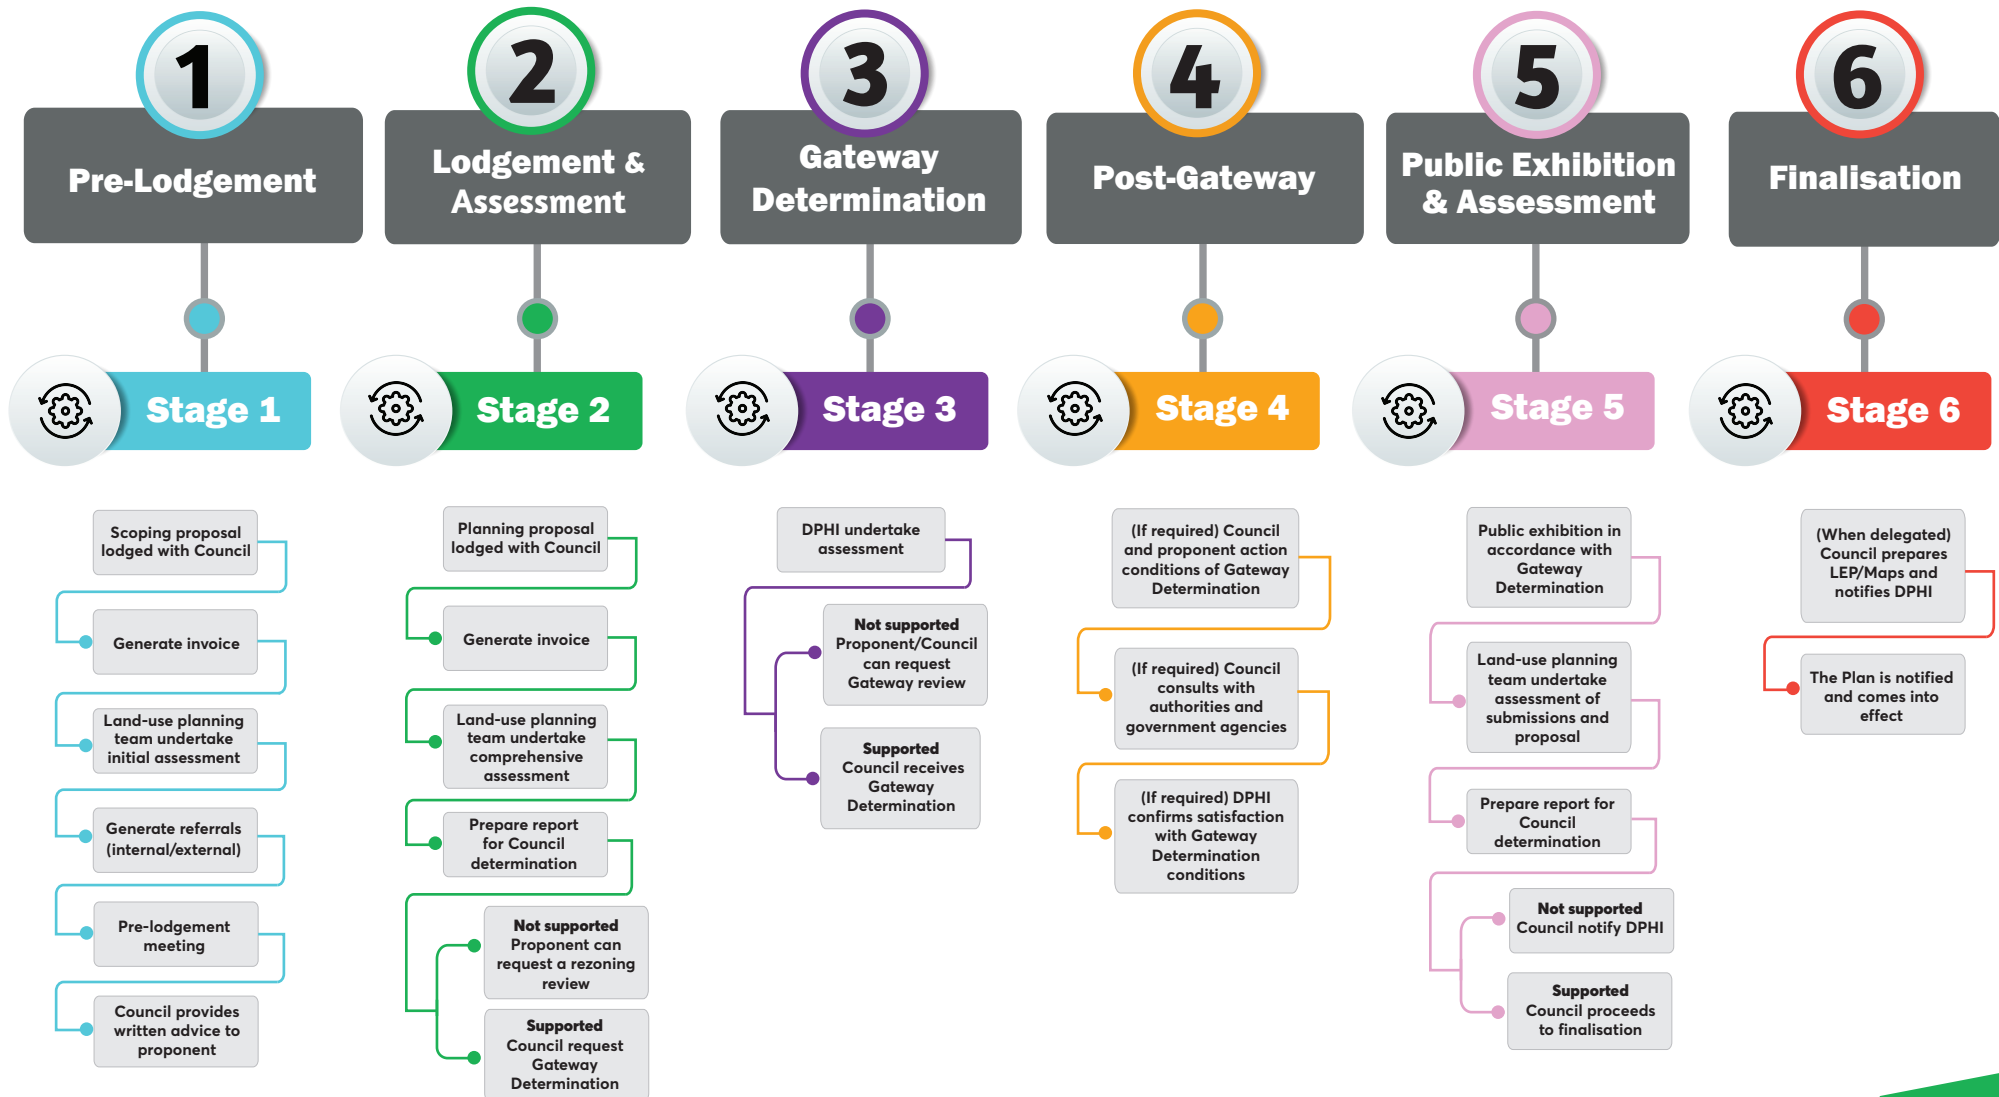 1
Pre-Lodgement
Stage 1
Scoping proposal
lodged with Council
Generate invoice
Land-use planning
team undertake
initial assessment
Generate referrals
(internal/external)
Pre-lodgement
meeting
Council provides
written advice to
proponent
2
Lodgement &
Assessment
Stage 2
Planning proposal
lodged with Council
Generate invoice
Land-use planning
team undertake
comprehensive
assessment
Prepare report
for Council
determination
Not supported
Proponent can
request a rezoning
review
Supported
Council request
Gateway
Determination
3
Gateway
Determination
Stage 3
DPHI undertake
assessment
Not supported
Proponent/Council
can request
Gateway review
Supported
Council receives
Gateway
Determination
4
Post-Gateway
Stage 4
(If required) Council
and proponent action
conditions of Gateway
Determination
(If required) Council
consults with
authorities and
government agencies
(If required) DPHI
confirms satisfaction
with Gateway
Determination
conditions
5
Public Exhibition
& Assessment
Stage 5
Public exhibition in
accordance with
Gateway
Determination
Land-use planning
team undertake
assessment of
submissions and
proposal
Prepare report for
Council
determination
Not supported
Council notify DPHI
Supported
Council proceeds
to finalisation
6
Finalisation
Stage 6
(When delegated)
Council prepares
LEP/Maps and
notifies DPHI
The Plan is notified
and comes into
effect